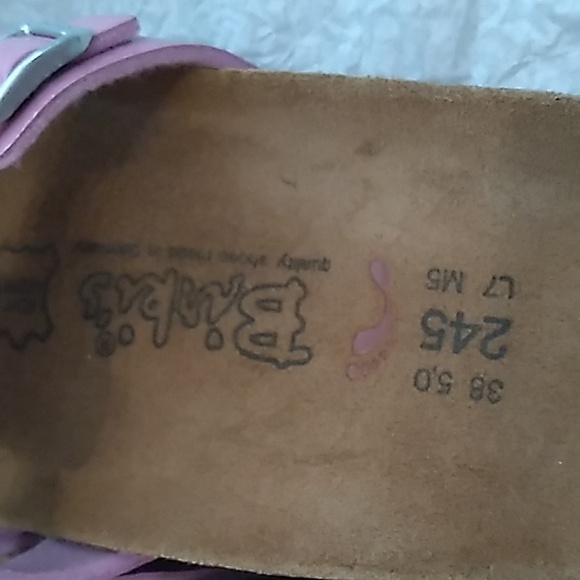 38 5,0
245
L7 M5
Birki's
quality shoes made in Germany